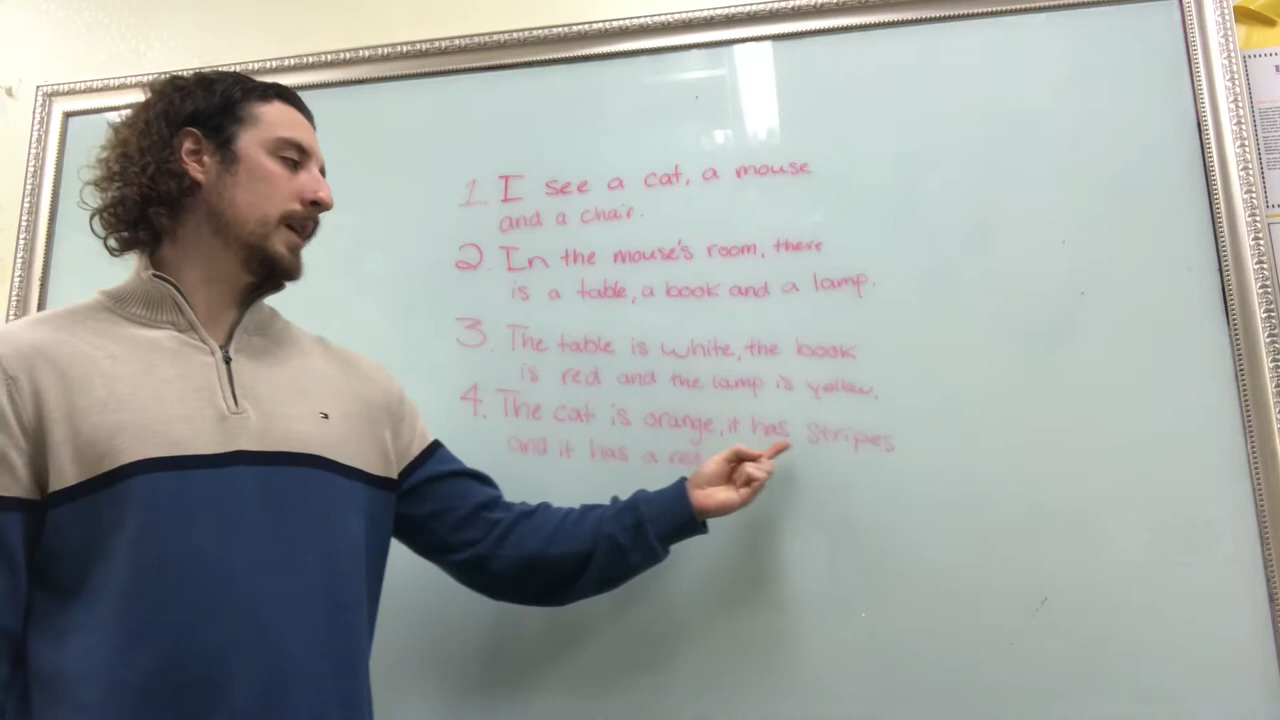 1. I see a cat, a mouse
and a chair.
2. In the mouse's room, there
is a table, a book and a lamp.
3. The table is white, the book
is red and the lamp is yellow.
4. The cat is orange, it has stripes
and it has a